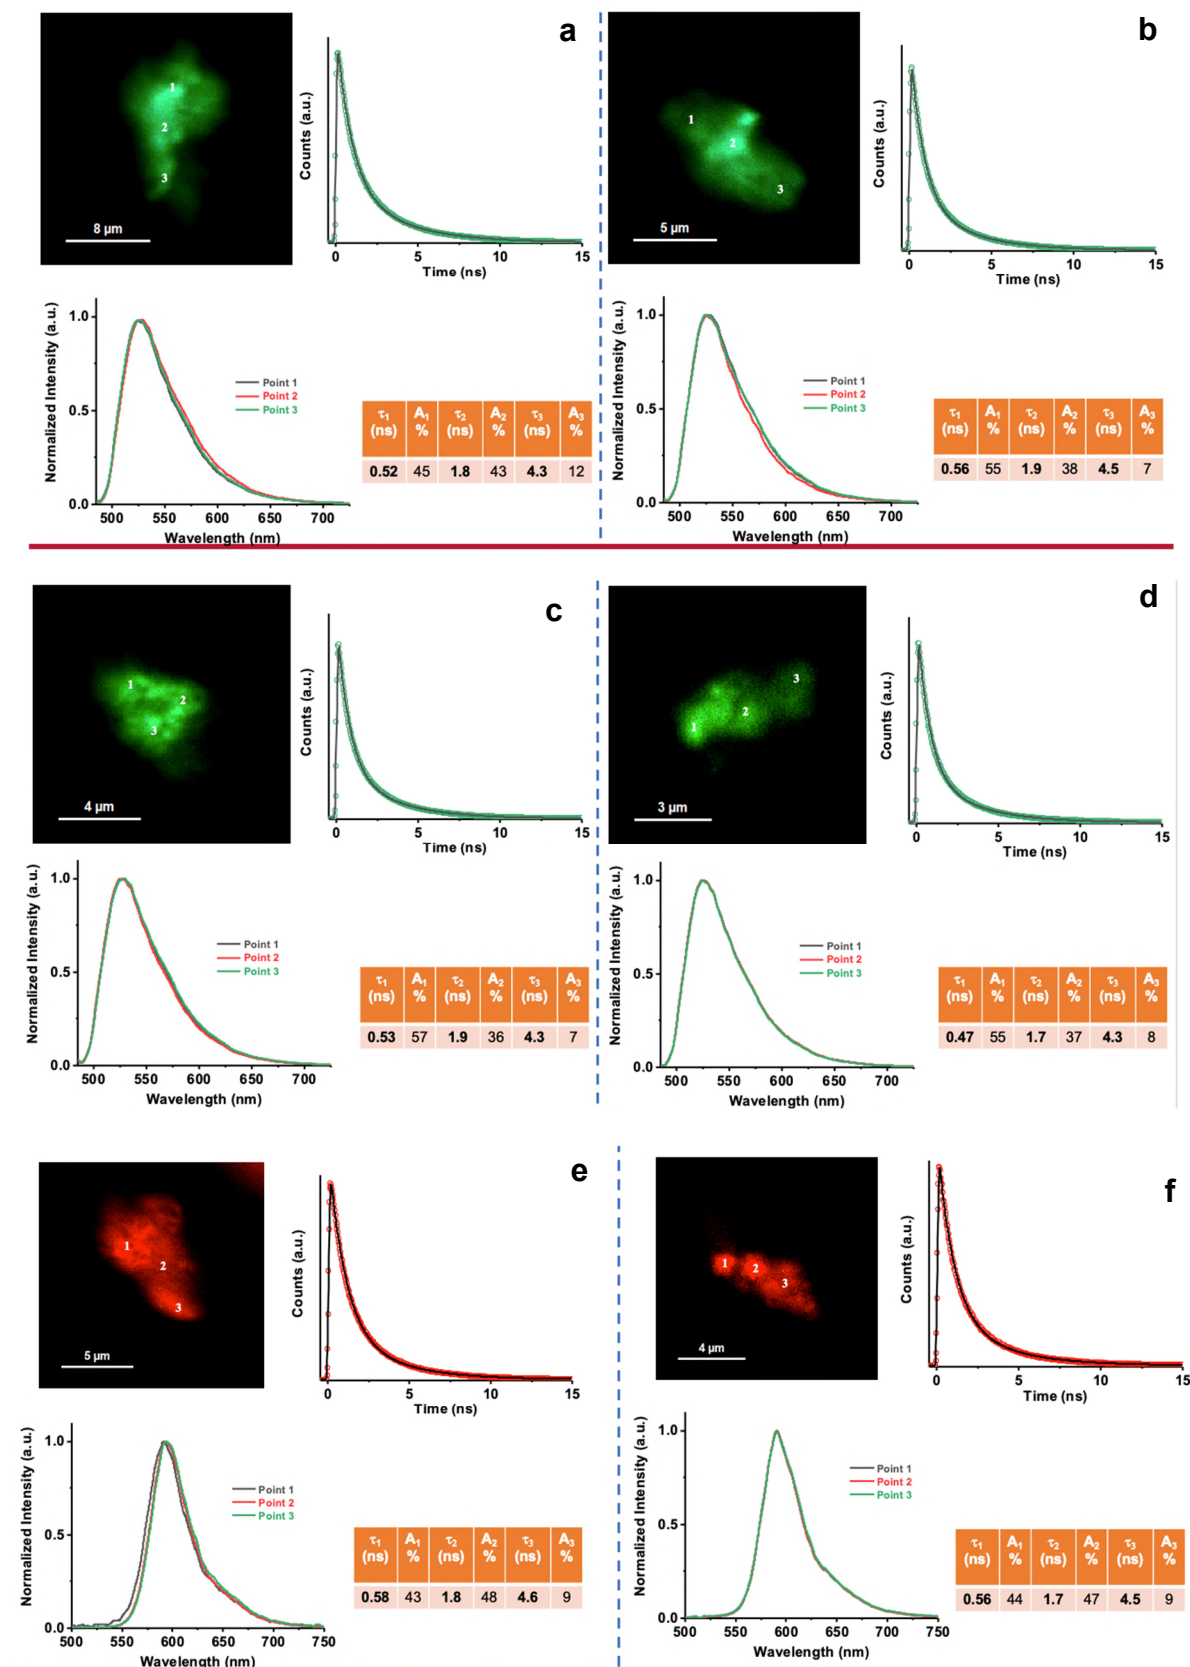 a
1
2
3
8 µm
Counts (a.u.)
0 5 10 15
Time (ns)
Normalized Intensity (a.u.)
1.0
0.5
0.0
Point 1
Point 2
Point 3
500 550 600 650 700
Wavelength (nm)
τ₁ (ns) A₁ % τ₂ (ns) A₂ % τ₃ (ns) A₃ %
0.52 45 1.8 43 4.3 12
b
1
2
3
5 µm
Counts (a.u.)
0 5 10 15
Time (ns)
Normalized Intensity (a.u.)
1.0
0.5
0.0
Point 1
Point 2
Point 3
500 550 600 650 700
Wavelength (nm)
τ₁ (ns) A₁ % τ₂ (ns) A₂ % τ₃ (ns) A₃ %
0.56 55 1.9 38 4.5 7
c
1
2
3
4 µm
Counts (a.u.)
0 5 10 15
Time (ns)
Normalized Intensity (a.u.)
1.0
0.5
0.0
Point 1
Point 2
Point 3
500 550 600 650 700
Wavelength (nm)
τ₁ (ns) A₁ % τ₂ (ns) A₂ % τ₃ (ns) A₃ %
0.53 57 1.9 36 4.3 7
d
3
2
1
3 µm
Counts (a.u.)
0 5 10 15
Time (ns)
Normalized Intensity (a.u.)
1.0
0.5
0.0
Point 1
Point 2
Point 3
500 550 600 650 700
Wavelength (nm)
τ₁ (ns) A₁ % τ₂ (ns) A₂ % τ₃ (ns) A₃ %
0.47 55 1.7 37 4.3 8
e
1
2
3
5 µm
Counts (a.u.)
0 5 10 15
Time (ns)
Normalized Intensity (a.u.)
1.0
0.5
0.0
Point 1
Point 2
Point 3
500 550 600 650 700 750
Wavelength (nm)
τ₁ (ns) A₁ % τ₂ (ns) A₂ % τ₃ (ns) A₃ %
0.58 43 1.8 48 4.6 9
f
1 2
3
4 µm
Counts (a.u.)
0 5 10 15
Time (ns)
Normalized Intensity (a.u.)
1.0
0.5
0.0
Point 1
Point 2
Point 3
500 550 600 650 700 750
Wavelength (nm)
τ₁ (ns) A₁ % τ₂ (ns) A₂ % τ₃ (ns) A₃ %
0.56 44 1.7 47 4.5 9